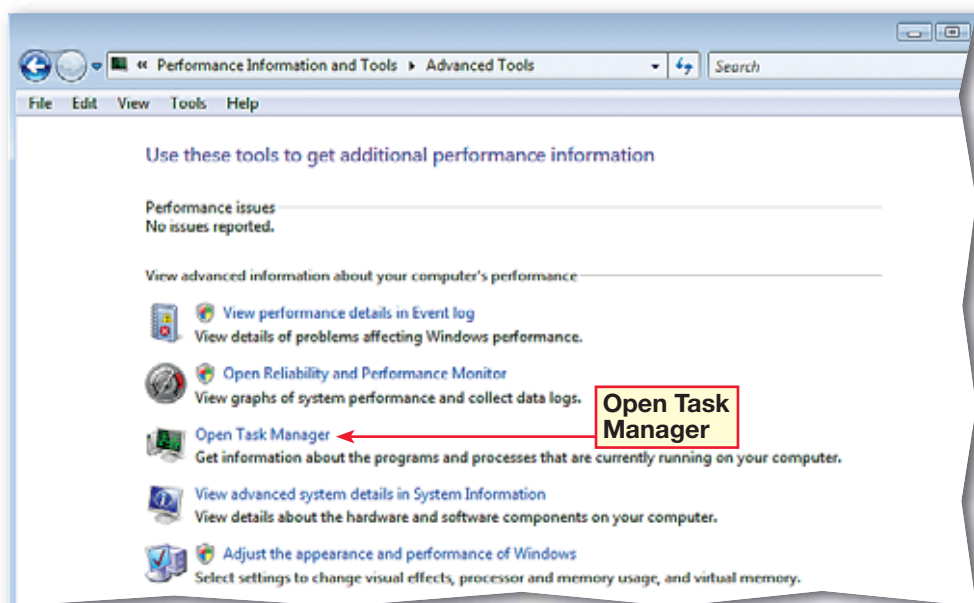 « Performance Information and Tools ▸ Advanced Tools
Search
File Edit View Tools Help
Use these tools to get additional performance information
Performance issues
No issues reported.
View advanced information about your computer's performance
View performance details in Event log
View details of problems affecting Windows performance.
Open Reliability and Performance Monitor
View graphs of system performance and collect data logs.
Open Task
Manager
Open Task Manager
Get information about the programs and processes that are currently running on your computer.
View advanced system details in System Information
View details about the hardware and software components on your computer.
Adjust the appearance and performance of Windows
Select settings to change visual effects, processor and memory usage, and virtual memory.